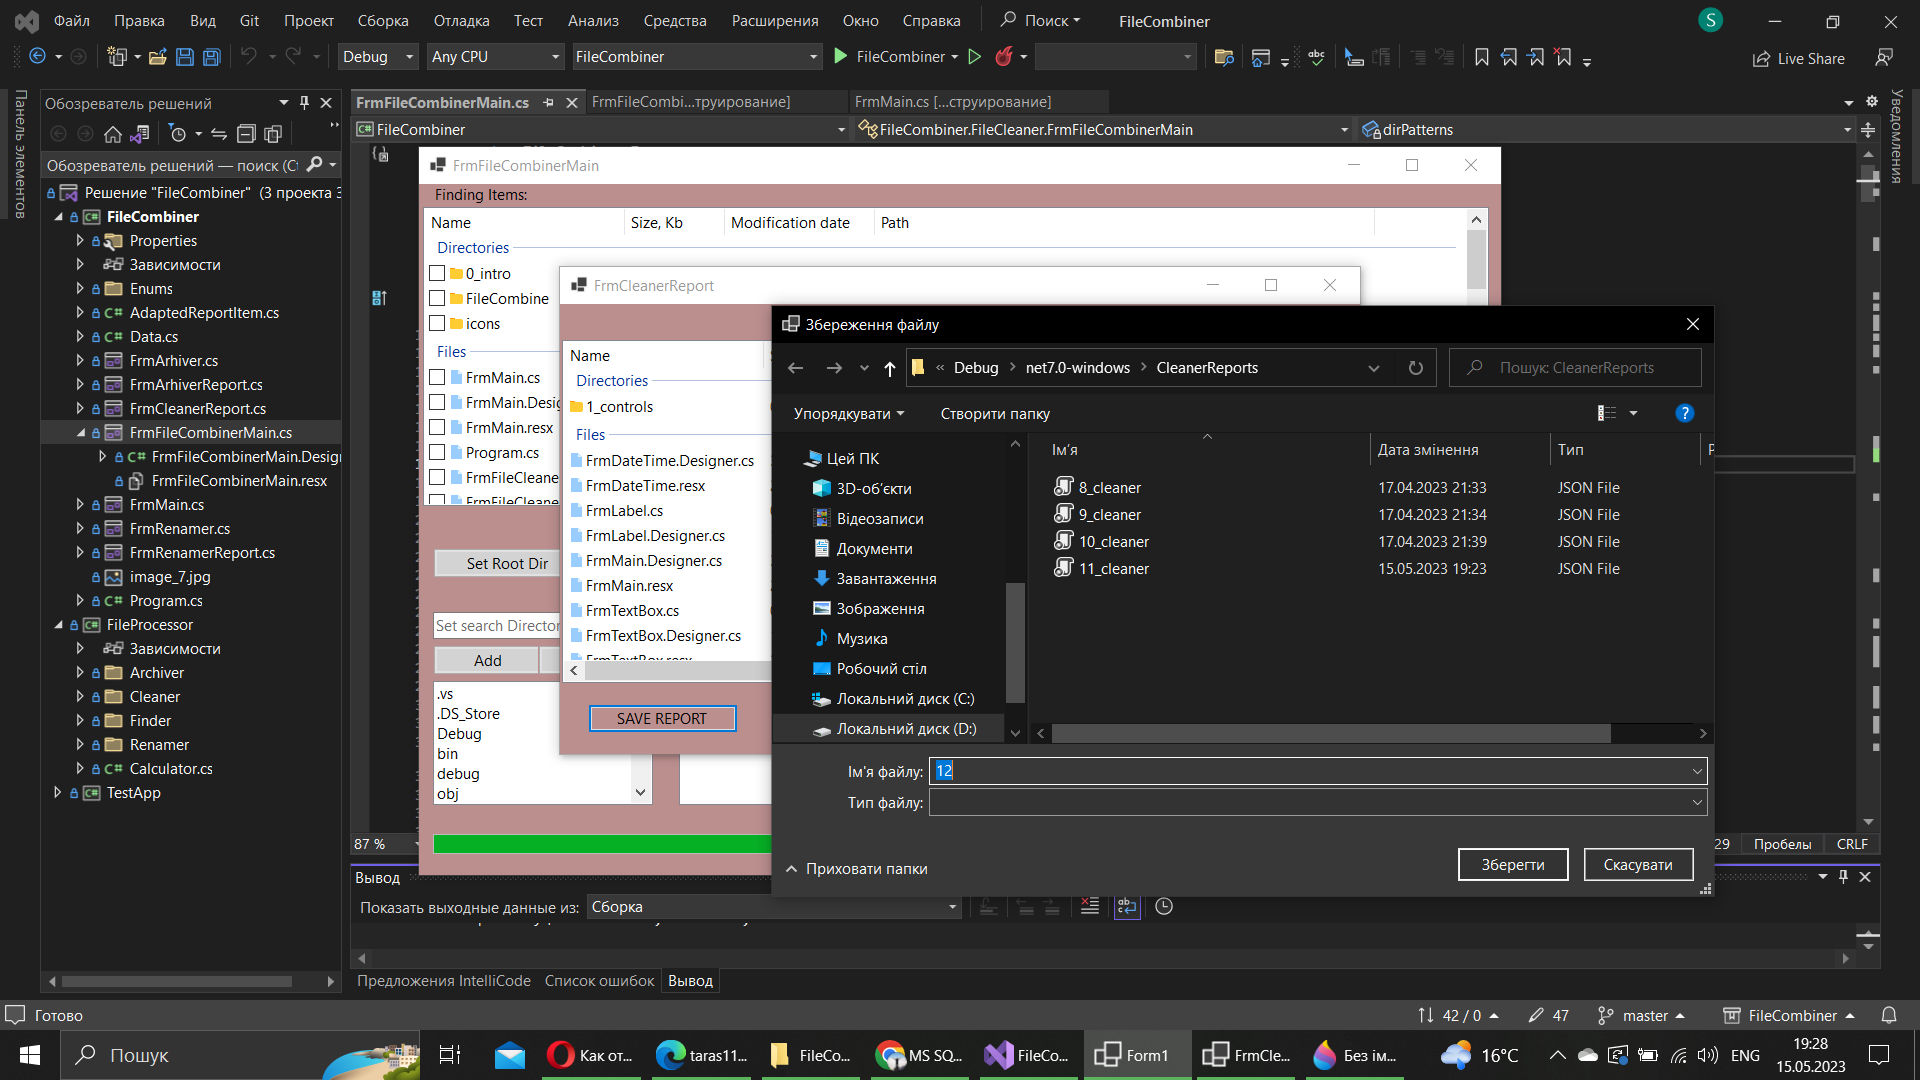 Файл Правка Вид Git Проект Сборка Отладка Тест Анализ Средства Расширения Окно Справка Поиск FileCombiner S
Debug Any CPU FileCombiner FileCombiner Live Share
Панель элементов
Уведомления
Обозреватель решений
Обозреватель решений — поиск (Ct
Решение "FileCombiner" (3 проекта 3
FileCombiner
Properties
Зависимости
Enums
AdaptedReportItem.cs
Data.cs
FrmArhiver.cs
FrmArhiverReport.cs
FrmCleanerReport.cs
FrmFileCombinerMain.cs
FrmFileCombinerMain.Design
FrmFileCombinerMain.resx
FrmMain.cs
FrmRenamer.cs
FrmRenamerReport.cs
image_7.jpg
Program.cs
FileProcessor
Зависимости
Archiver
Cleaner
Finder
Renamer
Calculator.cs
TestApp
FrmFileCombinerMain.cs FrmFileCombi...труирование] FrmMain.cs [...струирование]
FileCombiner FileCombiner.FileCleaner.FrmFileCombinerMain dirPatterns
FrmFileCombinerMain
Finding Items:
Name Size, Kb Modification date Path
Directories
0_intro
FileCombine
icons
Files
FrmMain.cs
FrmMain.Desig
FrmMain.resx
Program.cs
FrmFileCleane
FrmFileCleane
Set Root Dir
Set search Director
Add
.vs
.DS_Store
Debug
bin
debug
obj
FrmCleanerReport
Name
Directories
1_controls
Files
FrmDateTime.Designer.cs
FrmDateTime.resx
FrmLabel.cs
FrmLabel.Designer.cs
FrmMain.Designer.cs
FrmMain.resx
FrmTextBox.cs
FrmTextBox.Designer.cs
FrmTextBox.resx
SAVE REPORT
Збереження файлу
« Debug net7.0-windows CleanerReports Пошук: CleanerReports
Упорядкувати Створити папку
Цей ПК
3D-об'єкти
Відеозаписи
Документи
Завантаження
Зображення
Музика
Робочий стіл
Локальний диск (C:)
Локальний диск (D:)
Ім'я Дата змінення Тип Р
8_cleaner 17.04.2023 21:33 JSON File
9_cleaner 17.04.2023 21:34 JSON File
10_cleaner 17.04.2023 21:39 JSON File
11_cleaner 15.05.2023 19:23 JSON File
Ім'я файлу: 12
Тип файлу:
Приховати папки Зберегти Скасувати
87 % 29 Пробелы CRLF
Вывод
Показать выходные данные из: Сборка
Предложения IntelliCode Список ошибок Вывод
Готово 42 / 0 47 master FileCombiner
Пошук Как от... taras11... FileCo... MS SQ... FileCo... Form1 FrmCle... Без ім... 16°C ENG 19:28
15.05.2023